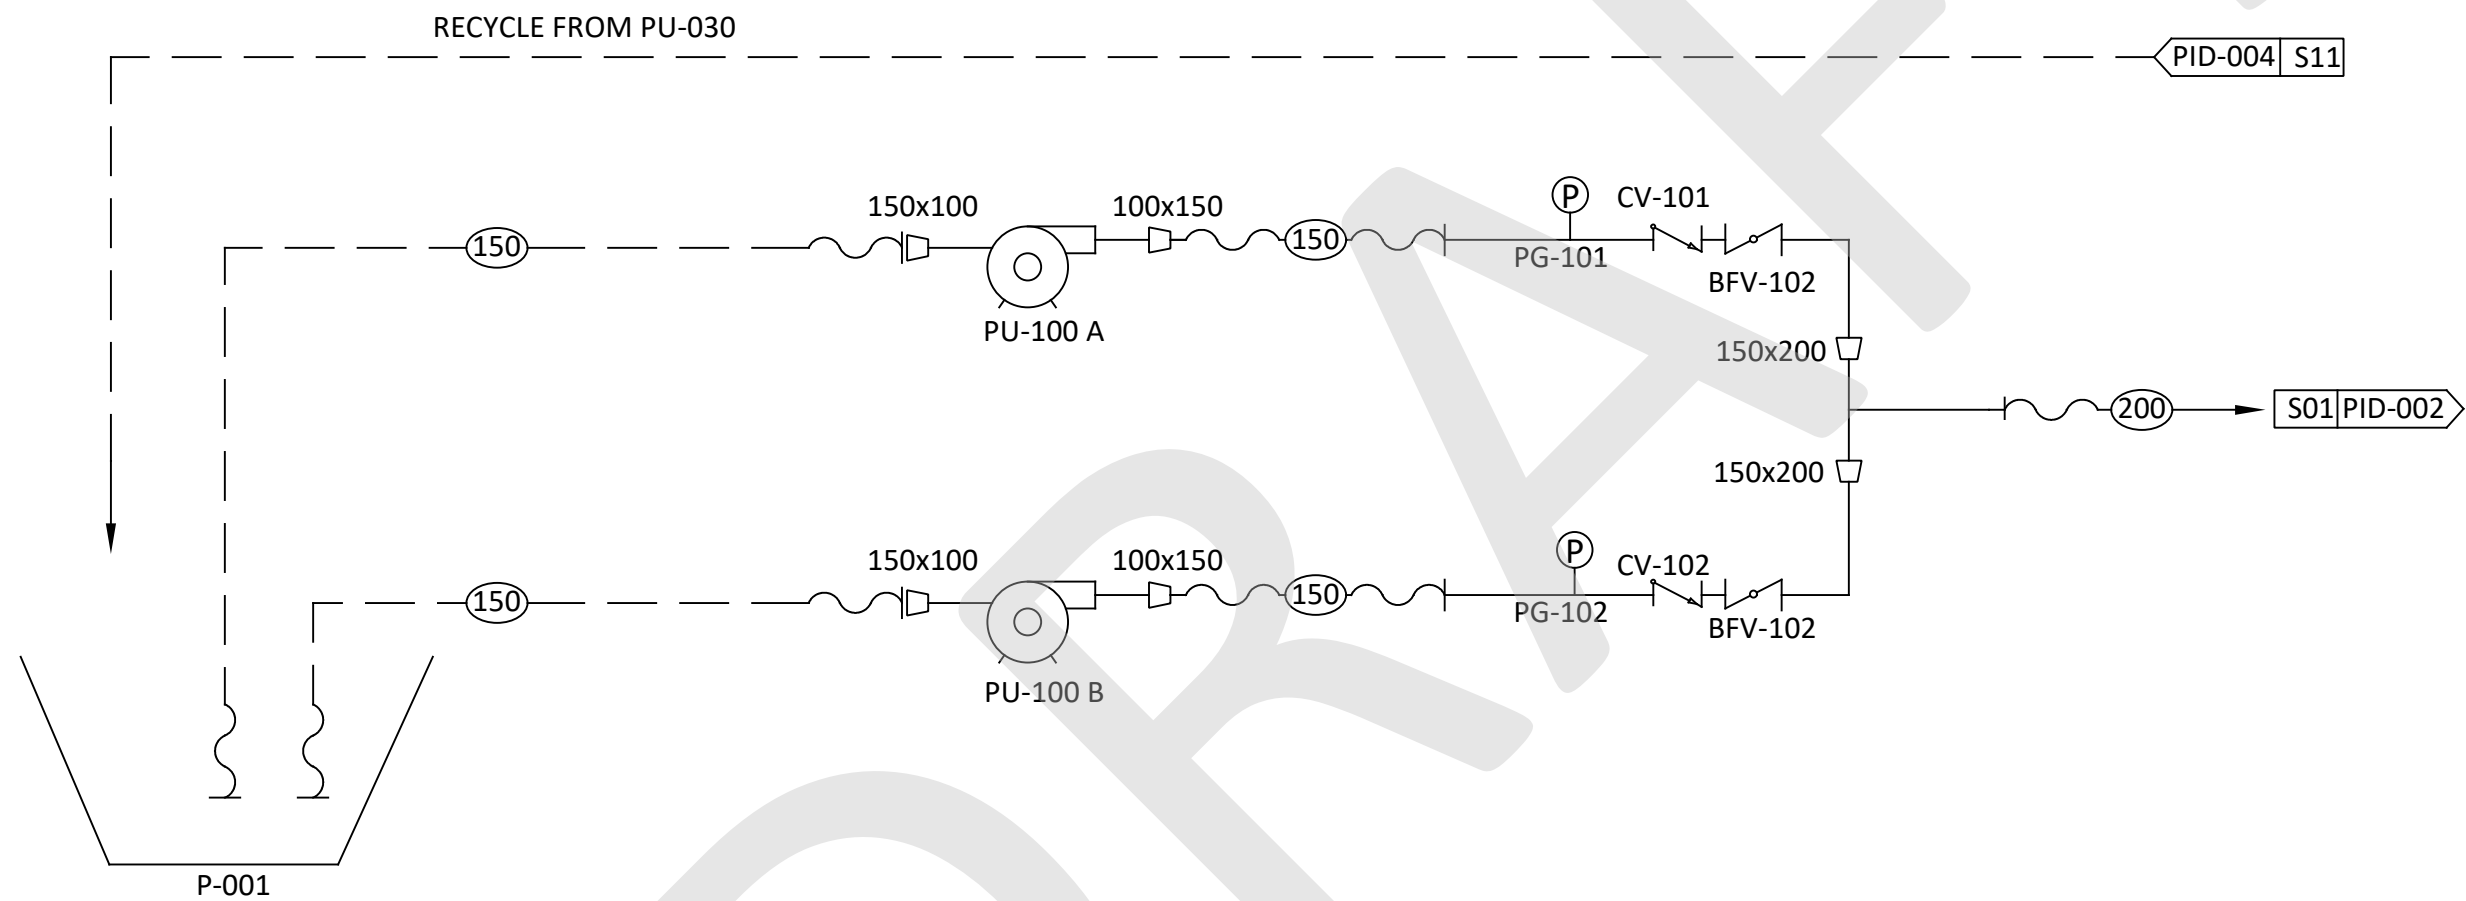 RECYCLE FROM PU-030
PID-004 S11
150x100
100x150
P
CV-101
150
150
PG-101
BFV-102
PU-100 A
150x200
200
S01 PID-002
150x200
150x100
100x150
P
CV-102
150
150
PG-102
BFV-102
PU-100 B
P-001